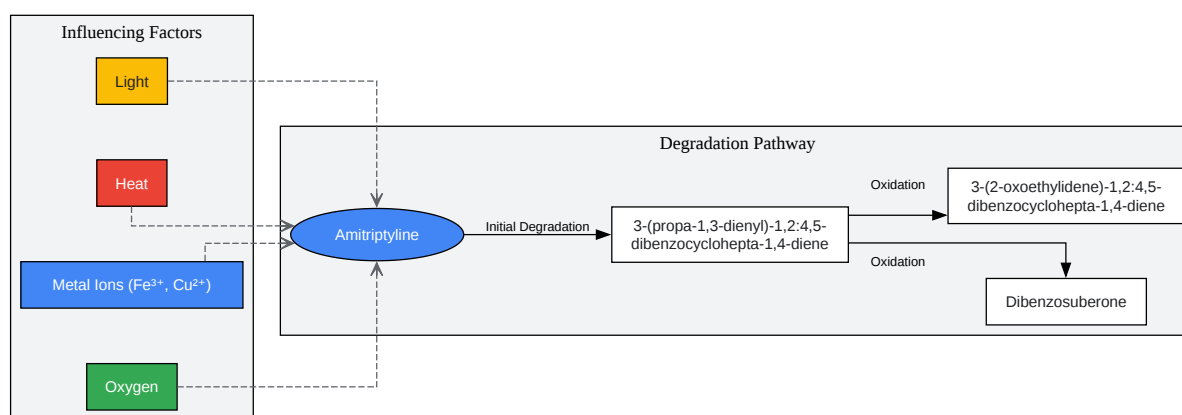 Influencing Factors
Light
Heat
Metal Ions (Fe³⁺, Cu²⁺)
Oxygen
Degradation Pathway
Amitriptyline
Initial Degradation
3-(propa-1,3-dienyl)-1,2:4,5-
dibenzocyclohepta-1,4-diene
Oxidation
3-(2-oxoethylidene)-1,2:4,5-
dibenzocyclohepta-1,4-diene
Oxidation
Dibenzosuberone